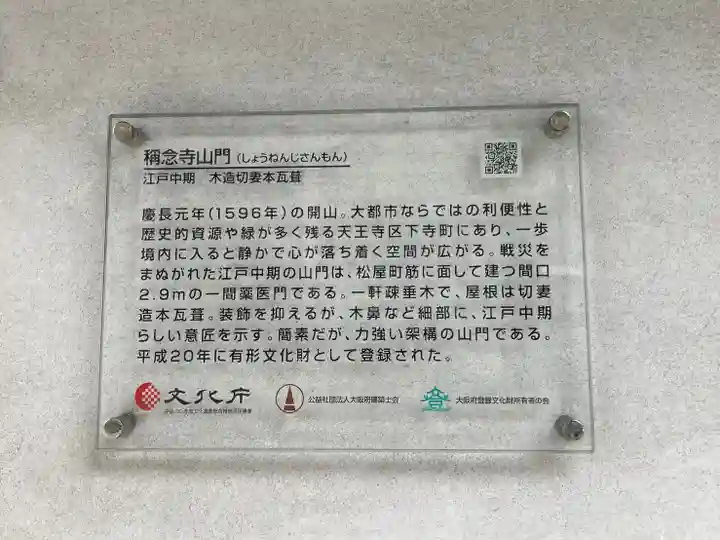 稱念寺山門（しょうねんじさんもん）
江戸中期　木造切妻本瓦葺
慶長元年(1596年)の開山。大都市ならではの利便性と
歴史的資源や緑が多く残る天王寺区下寺町にあり、一歩
境内に入ると静かで心が落ち着く空間が広がる。戦災を
まぬがれた江戸中期の山門は、松屋町筋に面して建つ間口
2.9mの一間薬医門である。一軒疎垂木で、屋根は切妻
造本瓦葺。装飾を抑えるが、木鼻など細部に、江戸中期
らしい意匠を示す。簡素だが、力強い架構の山門である。
平成20年に有形文化財として登録された。
文化庁
公益社団法人大阪府建築士会
大阪府登録文化財所有者の会